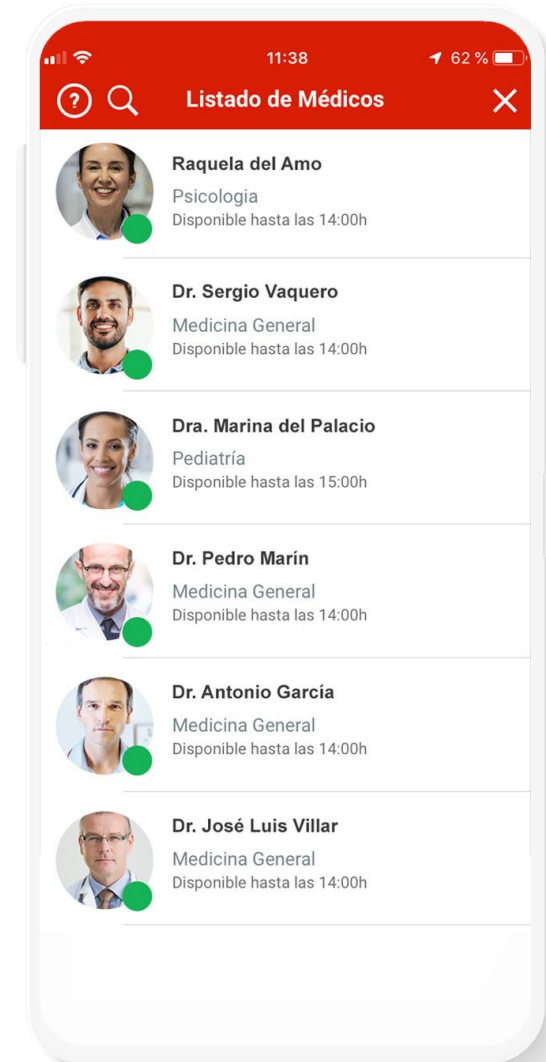 11:38
62 %
? Listado de Médicos
Raquela del Amo
Psicologia
Disponible hasta las 14:00h
Dr. Sergio Vaquero
Medicina General
Disponible hasta las 14:00h
Dra. Marina del Palacio
Pediatría
Disponible hasta las 15:00h
Dr. Pedro Marín
Medicina General
Disponible hasta las 14:00h
Dr. Antonio García
Medicina General
Disponible hasta las 14:00h
Dr. José Luis Villar
Medicina General
Disponible hasta las 14:00h